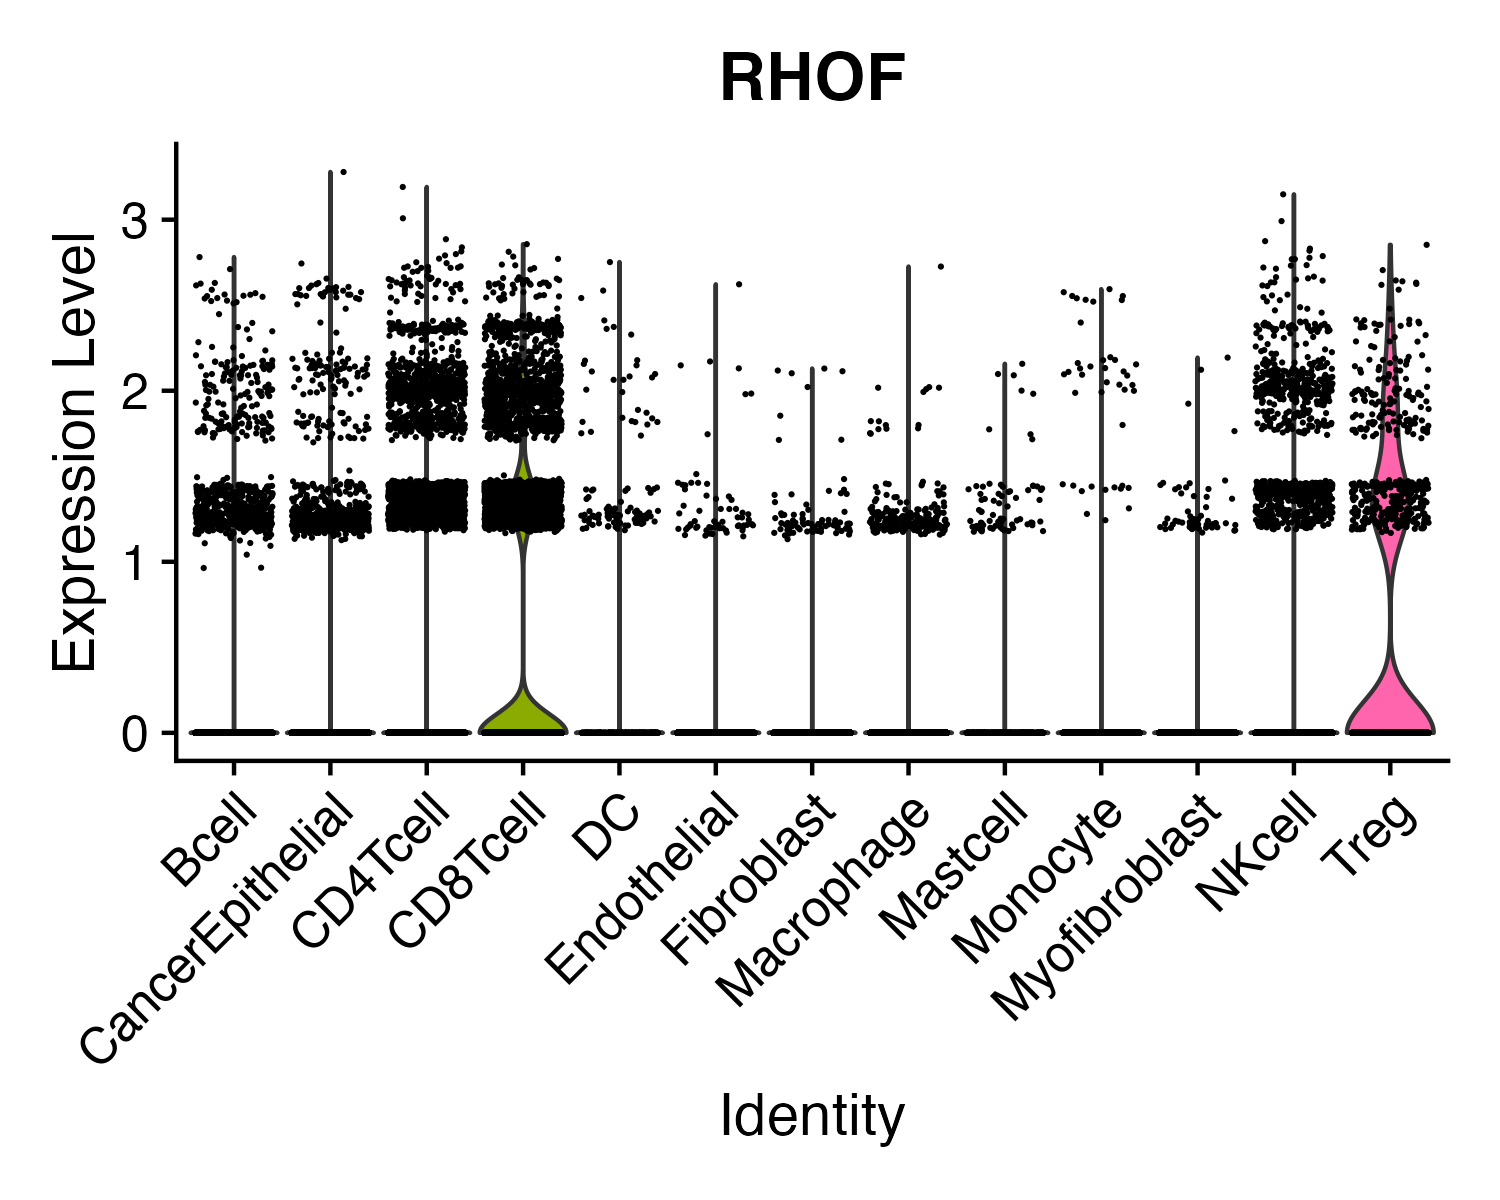 RHOF
Expression Level
3
2
1
0
Bcell
CancerEpithelial
CD4Tcell
CD8Tcell
DC
Endothelial
Fibroblast
Macrophage
Mastcell
Monocyte
Myofibroblast
NKcell
Treg
Identity